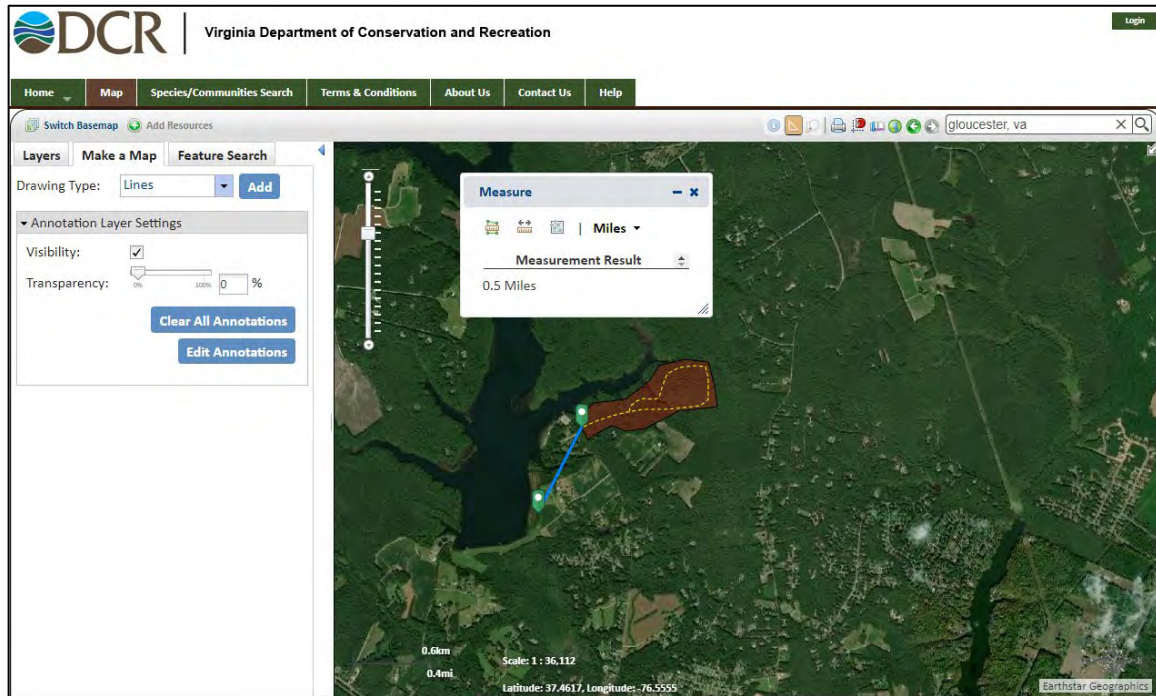 DCR
Virginia Department of Conservation and Recreation
Login
Home Map Species/Communities Search Terms & Conditions About Us Contact Us Help
Switch Basemap Add Resources
gloucester, va
Layers Make a Map Feature Search
Drawing Type: Lines Add
Annotation Layer Settings
Visibility:
Transparency: 0% 100% 0 %
Clear All Annotations
Edit Annotations
Measure
Miles
Measurement Result
0.5 Miles
0.6km
0.4mi
Scale: 1 : 36,112
Latitude: 37.4617, Longitude: -76.5555
Earthstar Geographics